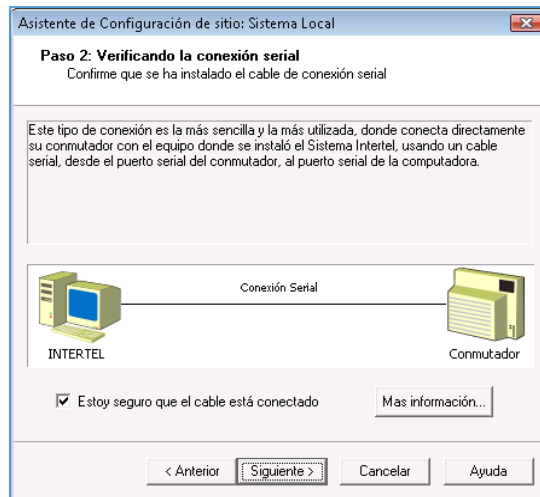 Asistente de Configuración de sitio: Sistema Local
Paso 2: Verificando la conexión serial
Confirme que se ha instalado el cable de conexión serial
Este tipo de conexión es la más sencilla y la más utilizada, donde conecta directamente
su conmutador con el equipo donde se instaló el Sistema Intertel, usando un cable
serial, desde el puerto serial del conmutador, al puerto serial de la computadora.
Conexión Serial
INTERTEL
Conmutador
Estoy seguro que el cable está conectado
Mas información...
< Anterior
Siguiente >
Cancelar
Ayuda